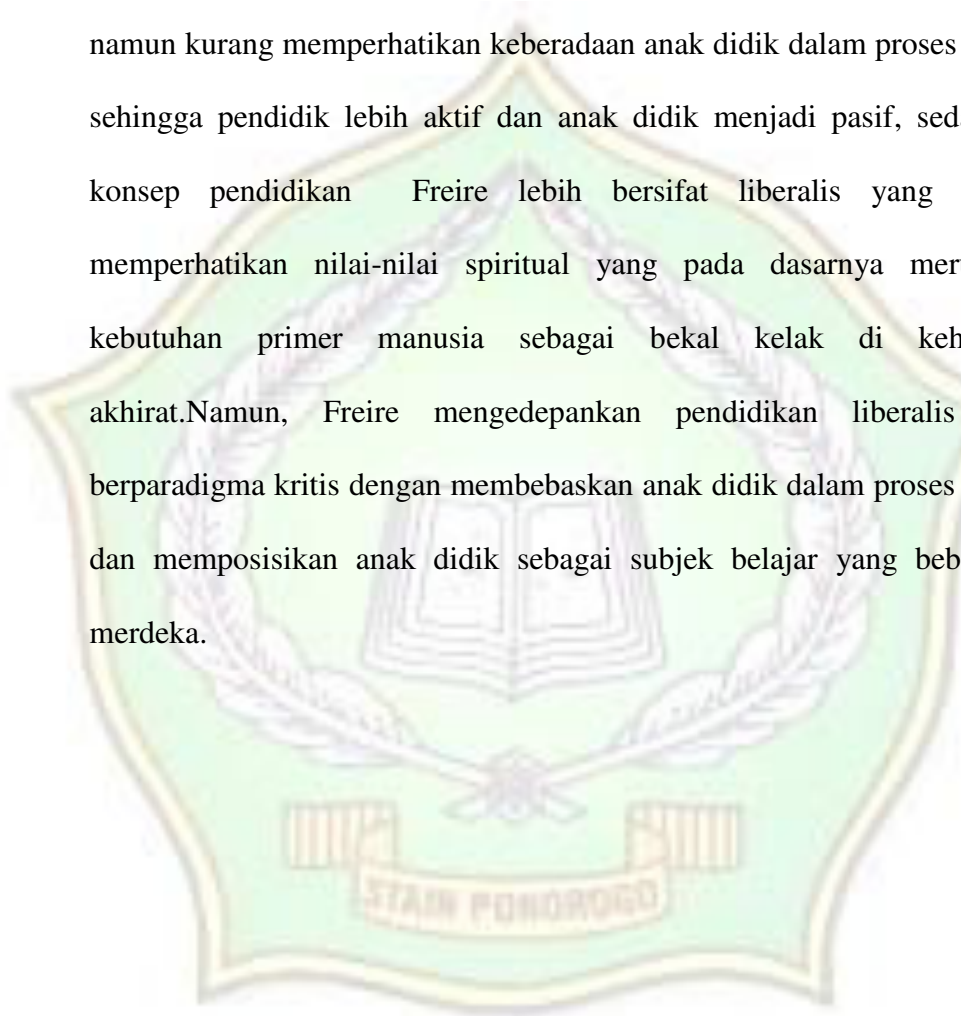 namun kurang memperhatikan keberadaan anak didik dalam proses
sehingga pendidik lebih aktif dan anak didik menjadi pasif, seda
konsep pendidikan Freire lebih bersifat liberalis yang
memperhatikan nilai-nilai spiritual yang pada dasarnya mer
kebutuhan primer manusia sebagai bekal kelak di keh
akhirat.Namun, Freire mengedepankan pendidikan liberalis
berparadigma kritis dengan membebaskan anak didik dalam proses
dan memposisikan anak didik sebagai subjek belajar yang beb
merdeka.
STAIN PONOROGO